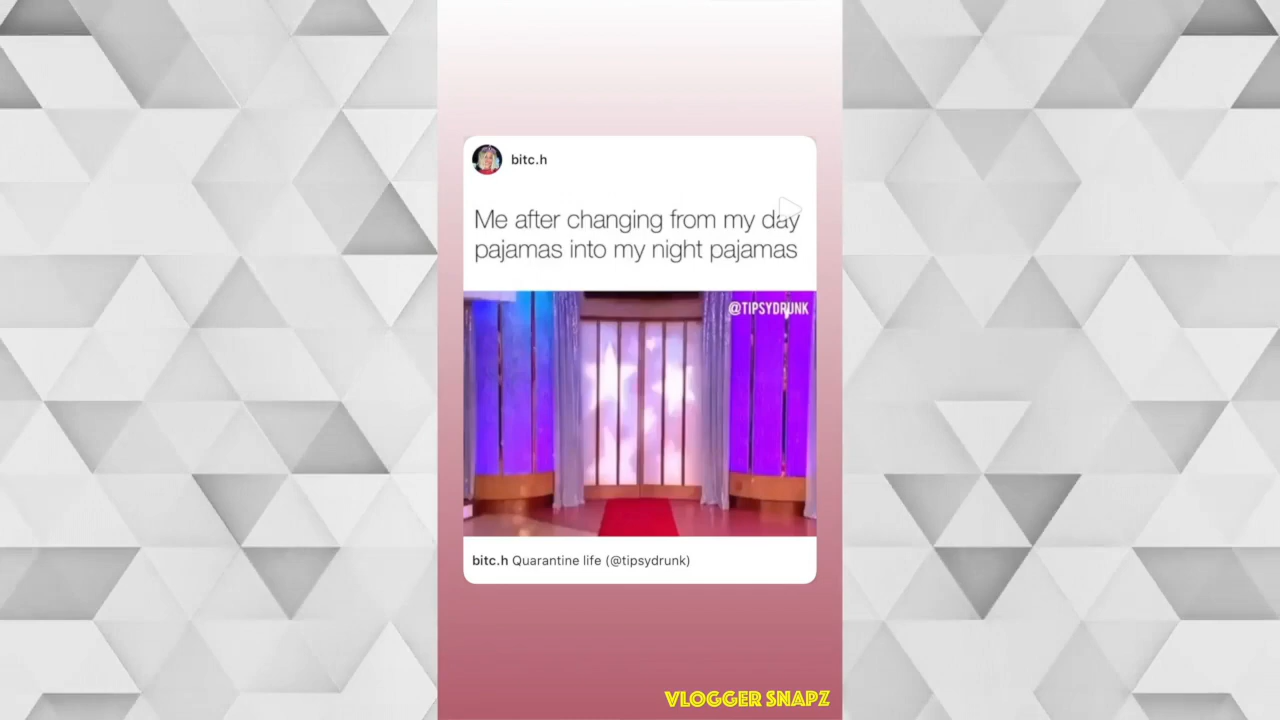 bitc.h
Me after changing from my day
pajamas into my night pajamas
@TIPSYDRUNK
bitc.h Quarantine life (@tipsydrunk)
VLOGGER SNAPZ